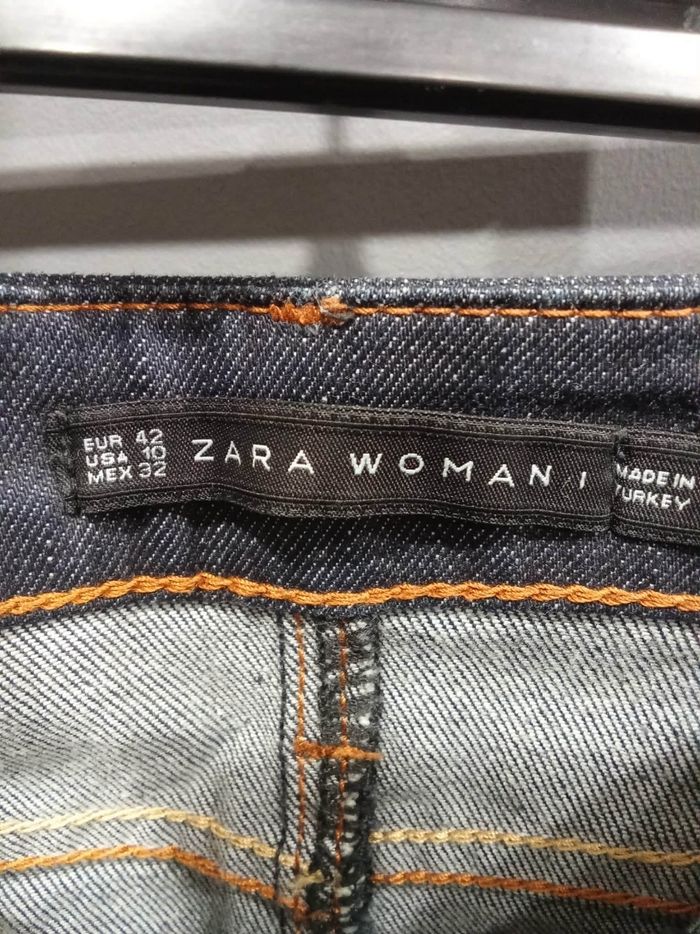 EUR 42
USA 10
MEX 32
ZARA WOMAN
MADE IN
TURKEY